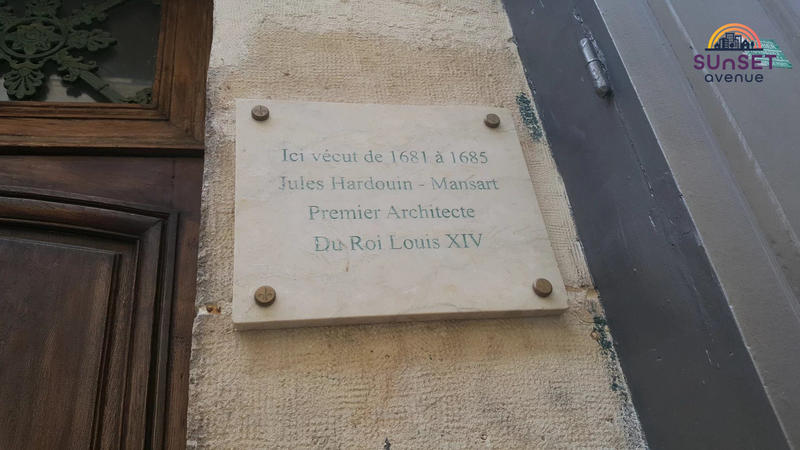 SUnSET
avenue
Ici vécut de 1681 à 1685
Jules Hardouin - Mansart
Premier Architecte
Du Roi Louis XIV